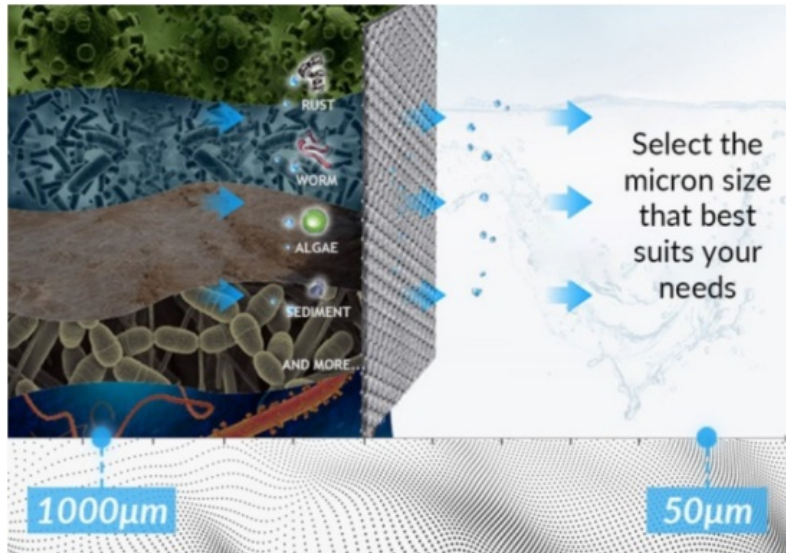 RUST
WORM
ALGAE
SEDIMENT
AND MORE...
Select the
micron size
that best
suits your
needs
1000μm
50μm